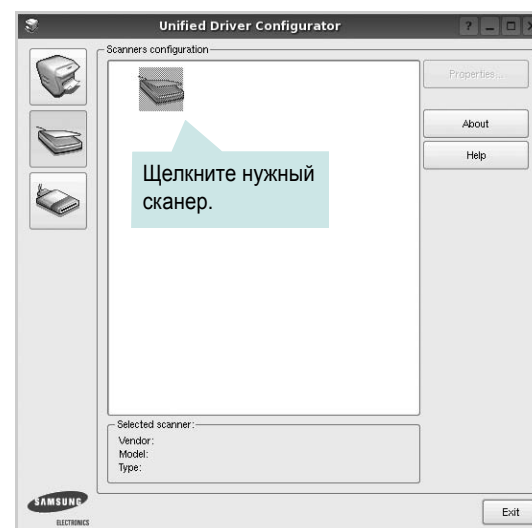 Unified Driver Configurator
Scanners configuration
Properties...
About
Help
Щелкните нужный
сканер.
Selected scanner:
Vendor:
Model:
Type:
SAMSUNG
ELECTRONICS
Exit